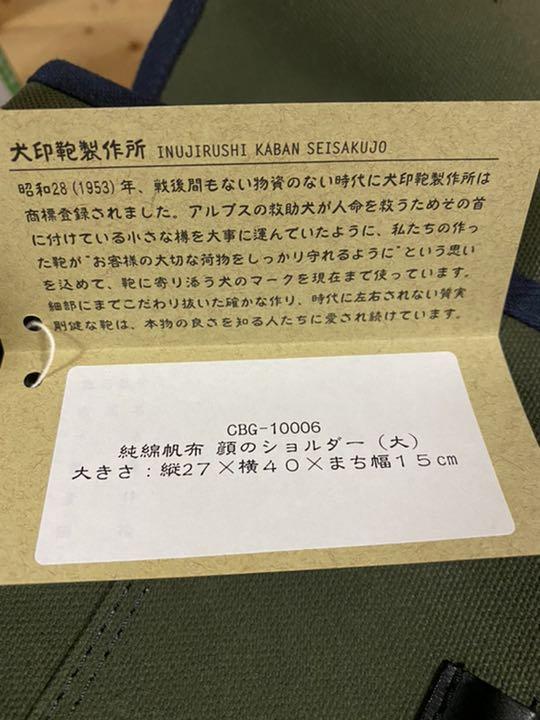 犬印鞄製作所 INUJIRUSHI KABAN SEISAKUJO
昭和28(1953)年、戦後間もない物資のない時代に犬印鞄製作所は
商標登録されました。アルプスの救助犬が人命を救うためその首
に付けている小さな樽を大事に運んでいたように、私たちの作っ
た鞄が"お客様の大切な荷物をしっかり守れるように"という思い
を込めて、鞄に寄り添う犬のマークを現在まで使っています。
細部にまでこだわり抜いた確かな作り、時代に左右されない質実
剛健な鞄は、本物の良さを知る人たちに愛され続けています。
CBG-10006
純綿帆布 顔のショルダー（大）
大きさ：縦27×横40×まち幅15cm